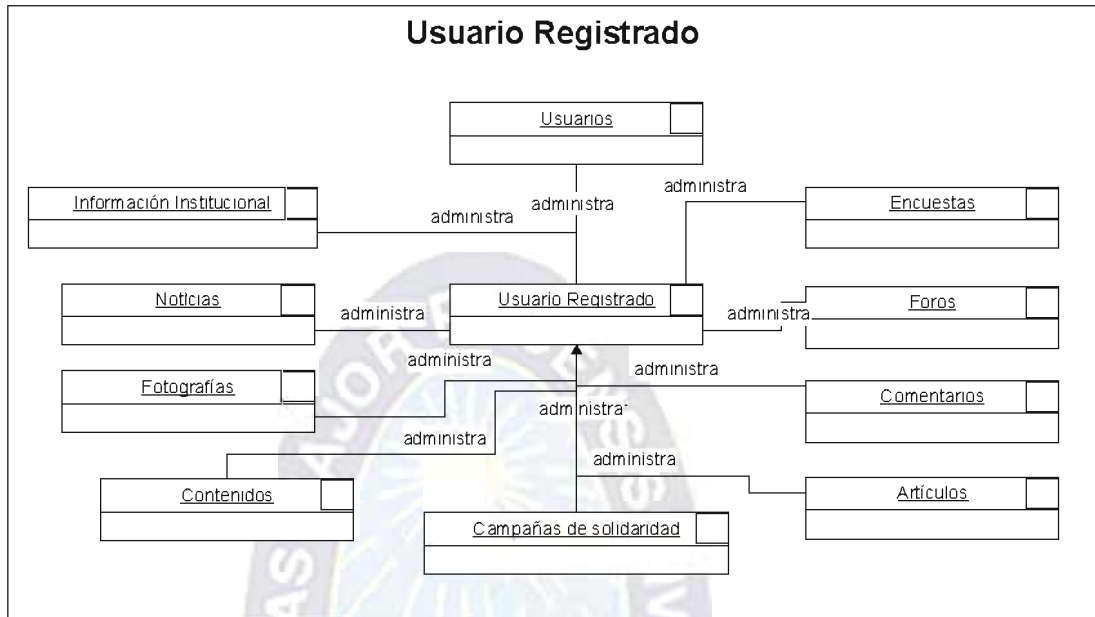 Usuario Registrado
Usuarios
administra
Información Institucional
administra
administra
Encuestas
Noticias
administra
Usuario Registrado
administra
Foros
Fotografías
administra
administra
Comentarios
administra
administra
Contenidos
administra
Artículos
Campañas de solidaridad